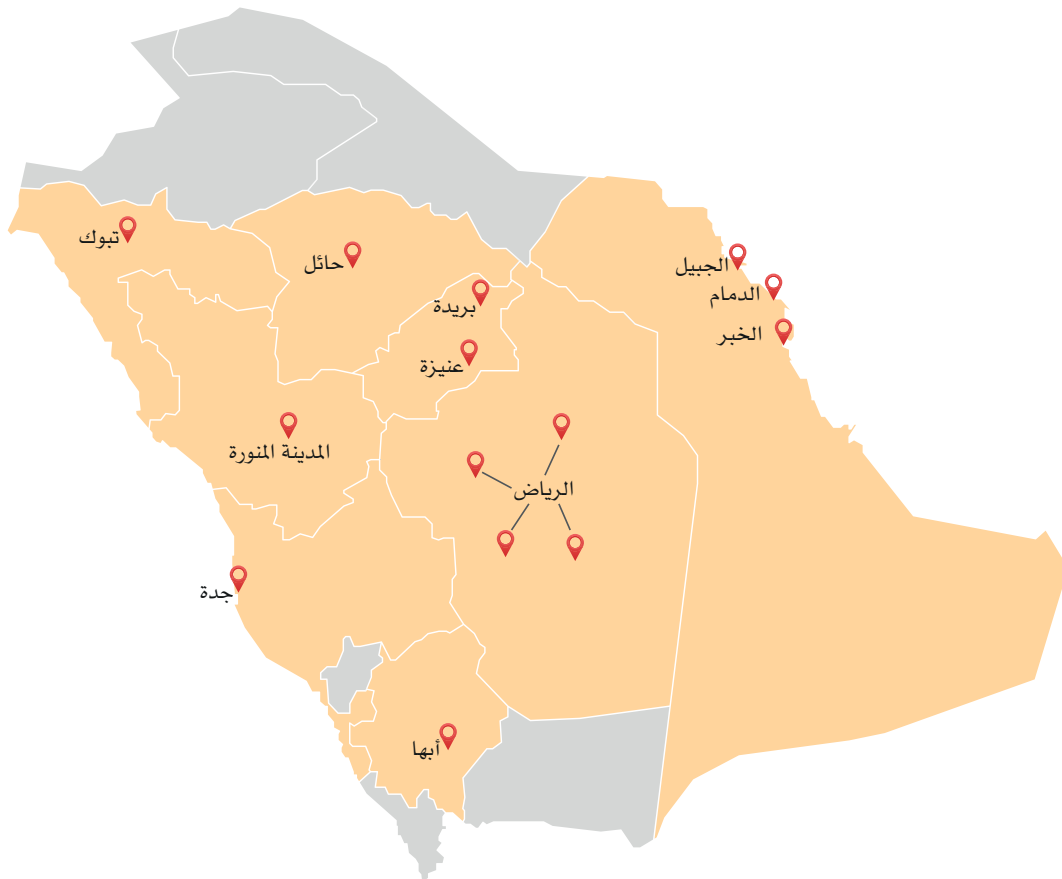 تبوك
حائل
الجبيل
الدمام
بريدة
الخبر
عنيزة
المدينة المنورة
الرياض
جدة
أبها